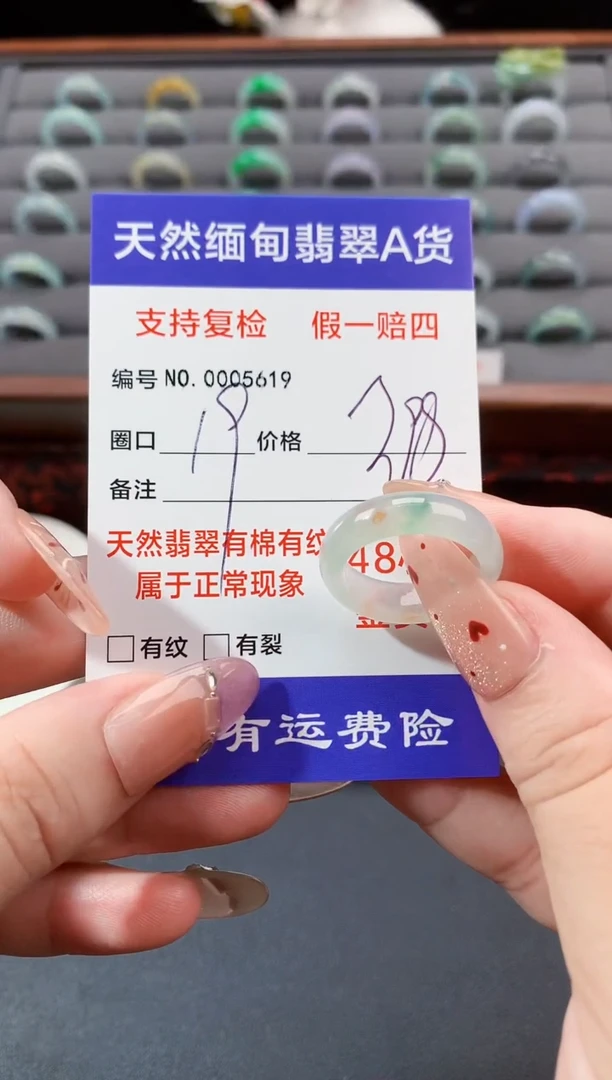 天然缅甸翡翠A货
支持复检 假一赔四
编号 NO. 0005619
圈口 19 价格
备注
天然翡翠有棉有纹 48
属于正常现象
有纹 有裂
有运费险